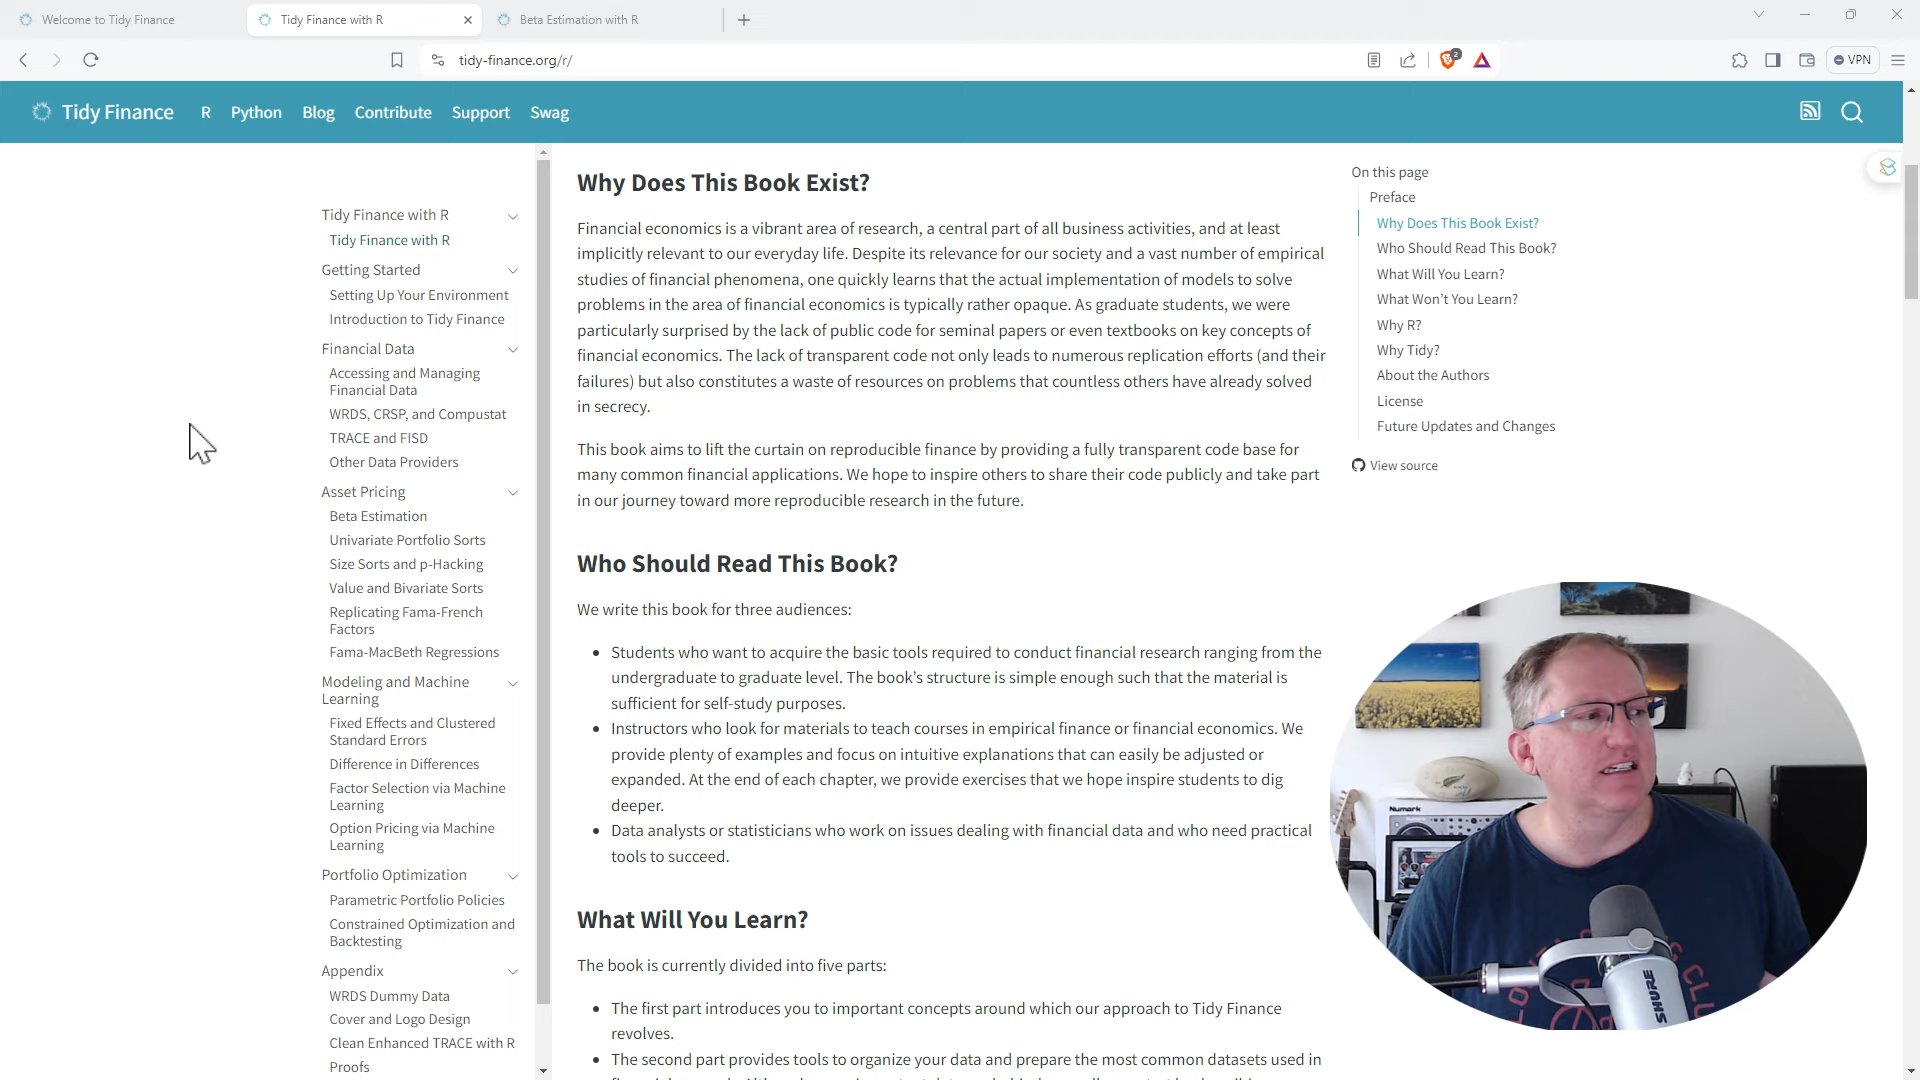 Welcome to Tidy Finance
Tidy Finance with R
Beta Estimation with R
tidy-finance.org/r/
2
VPN
Tidy Finance
R
Python
Blog
Contribute
Support
Swag
Tidy Finance with R
Tidy Finance with R
Getting Started
Setting Up Your Environment
Introduction to Tidy Finance
Financial Data
Accessing and Managing
Financial Data
WRDS, CRSP, and Compustat
TRACE and FISD
Other Data Providers
Asset Pricing
Beta Estimation
Univariate Portfolio Sorts
Size Sorts and p-Hacking
Value and Bivariate Sorts
Replicating Fama-French
Factors
Fama-MacBeth Regressions
Modeling and Machine
Learning
Fixed Effects and Clustered
Standard Errors
Difference in Differences
Factor Selection via Machine
Learning
Option Pricing via Machine
Learning
Portfolio Optimization
Parametric Portfolio Policies
Constrained Optimization and
Backtesting
Appendix
WRDS Dummy Data
Cover and Logo Design
Clean Enhanced TRACE with R
Proofs
Why Does This Book Exist?
Financial economics is a vibrant area of research, a central part of all business activities, and at least
implicitly relevant to our everyday life. Despite its relevance for our society and a vast number of empirical
studies of financial phenomena, one quickly learns that the actual implementation of models to solve
problems in the area of financial economics is typically rather opaque. As graduate students, we were
particularly surprised by the lack of public code for seminal papers or even textbooks on key concepts of
financial economics. The lack of transparent code not only leads to numerous replication efforts (and their
failures) but also constitutes a waste of resources on problems that countless others have already solved
in secrecy.
This book aims to lift the curtain on reproducible finance by providing a fully transparent code base for
many common financial applications. We hope to inspire others to share their code publicly and take part
in our journey toward more reproducible research in the future.
Who Should Read This Book?
We write this book for three audiences:
• Students who want to acquire the basic tools required to conduct financial research ranging from the
undergraduate to graduate level. The book’s structure is simple enough such that the material is
sufficient for self-study purposes.
• Instructors who look for materials to teach courses in empirical finance or financial economics. We
provide plenty of examples and focus on intuitive explanations that can easily be adjusted or
expanded. At the end of each chapter, we provide exercises that we hope inspire students to dig
deeper.
• Data analysts or statisticians who work on issues dealing with financial data and who need practical
tools to succeed.
What Will You Learn?
The book is currently divided into five parts:
• The first part introduces you to important concepts around which our approach to Tidy Finance
revolves.
• The second part provides tools to organize your data and prepare the most common datasets used in
On this page
Preface
Why Does This Book Exist?
Who Should Read This Book?
What Will You Learn?
What Won’t You Learn?
Why R?
Why Tidy?
About the Authors
License
Future Updates and Changes
View source
Numark
SHURE